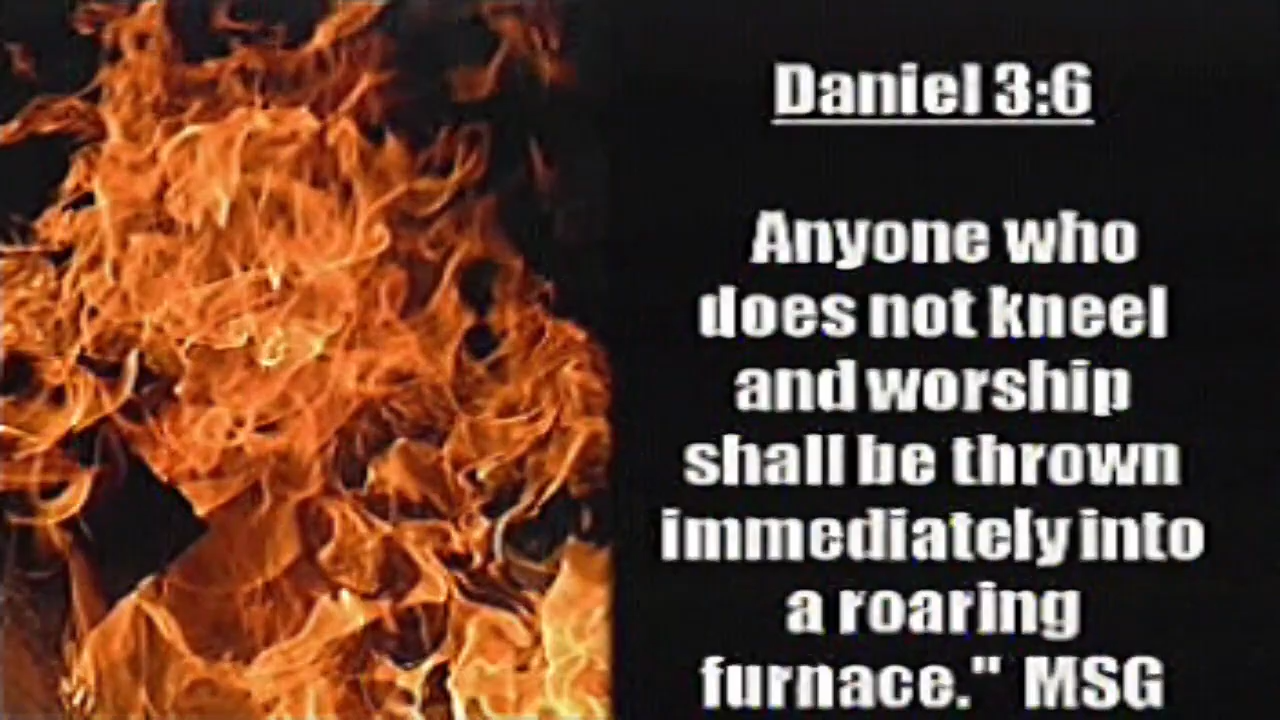 Daniel 3:6
Anyone who
does not kneel
and worship
shall be thrown
immediately into
a roaring
furnace." MSG